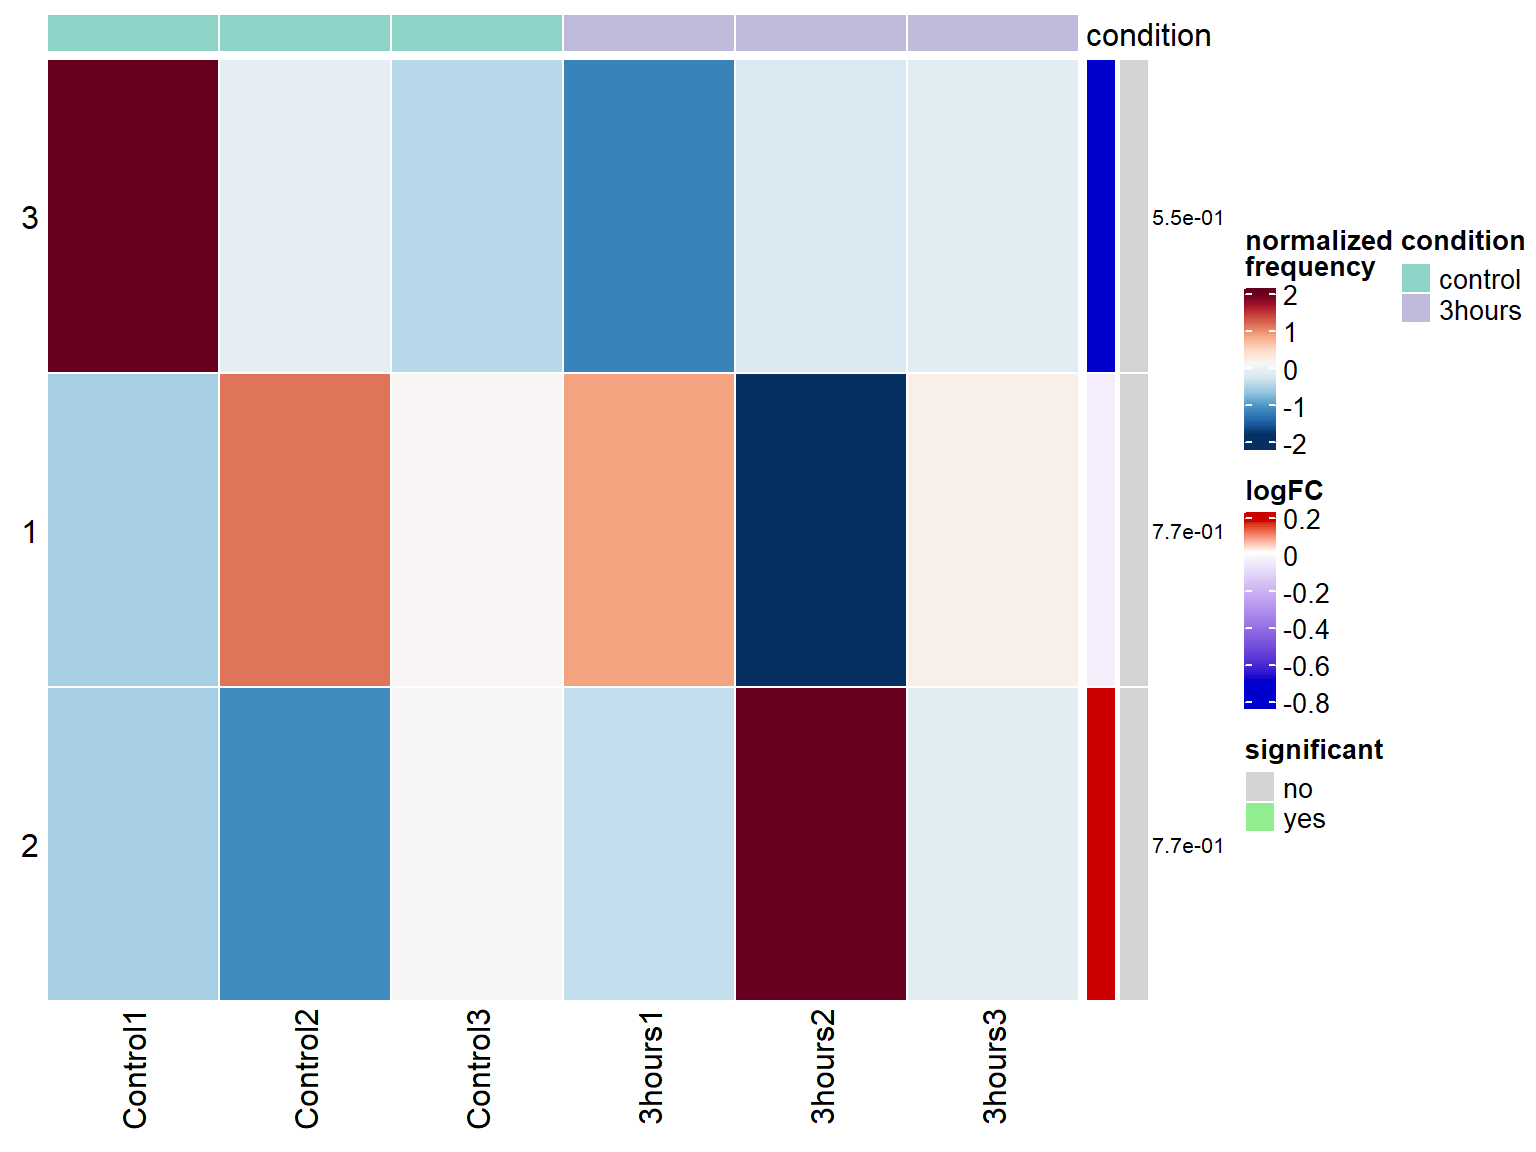 condition
3
5.5e-01
1
7.7e-01
2
7.7e-01
Control1
Control2
Control3
3hours1
3hours2
3hours3
normalized
frequency
2
1
0
-1
-2
condition
control
3hours
logFC
0.2
0
-0.2
-0.4
-0.6
-0.8
significant
no
yes